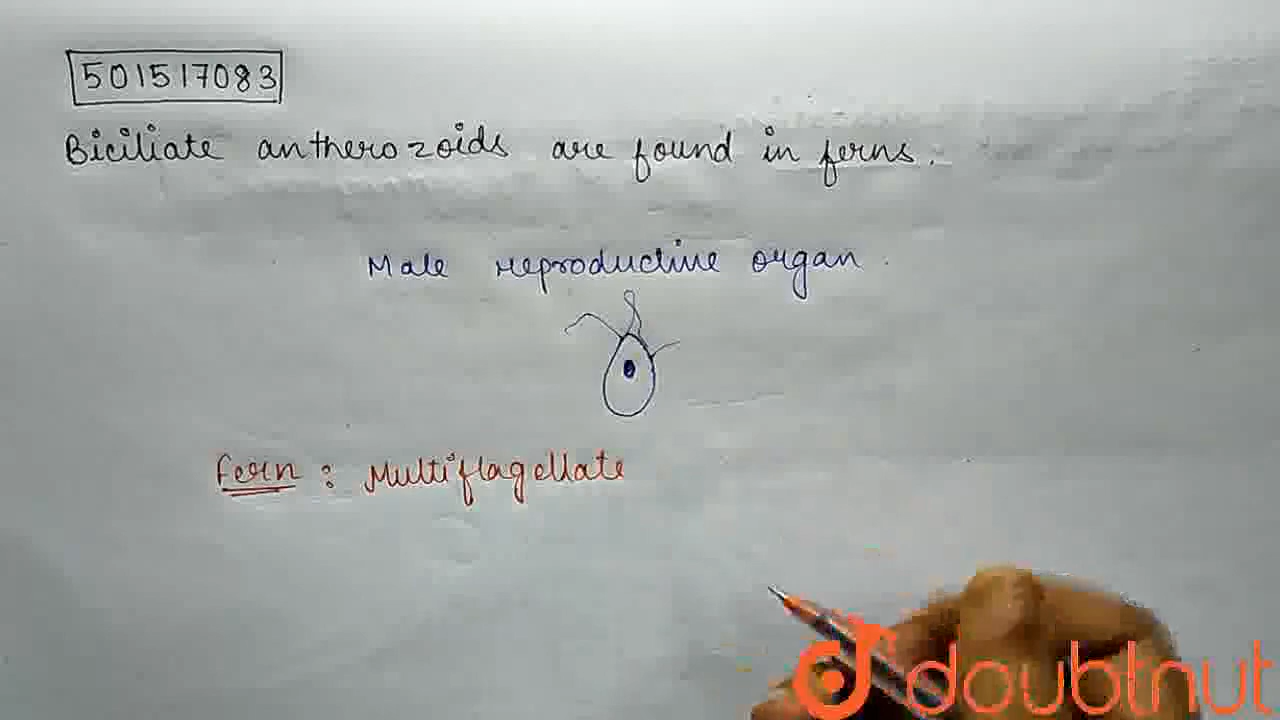 501517083
Biciliate antherozoids are found in ferns.
Male reproductive organ.
Fern : Multiflagellate
doubtnut